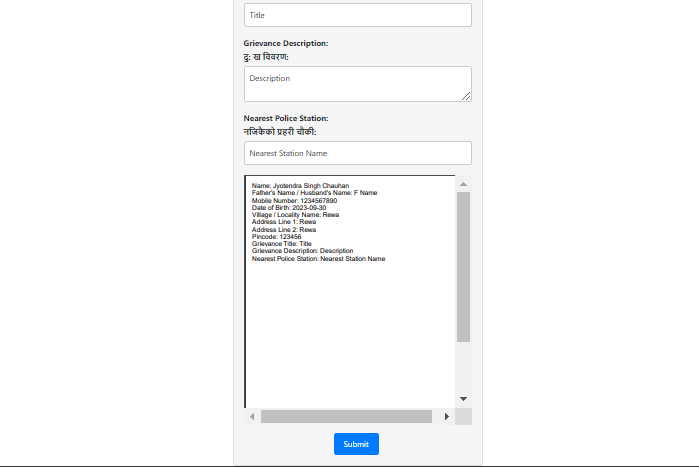 Title
Grievance Description:
दु: ख विवरण:
Description
Nearest Police Station:
नजिकैको प्रहरी चौकी:
Nearest Station Name
Name: Jyotendra Singh Chauhan
Father's Name / Husband's Name: F Name
Mobile Number: 1234567890
Date of Birth: 2023-09-30
Village / Locality Name: Rewa
Address Line 1: Rewa
Address Line 2: Rewa
Pincode: 123456
Grievance Title: Title
Grievance Description: Description
Nearest Police Station: Nearest Station Name
Submit